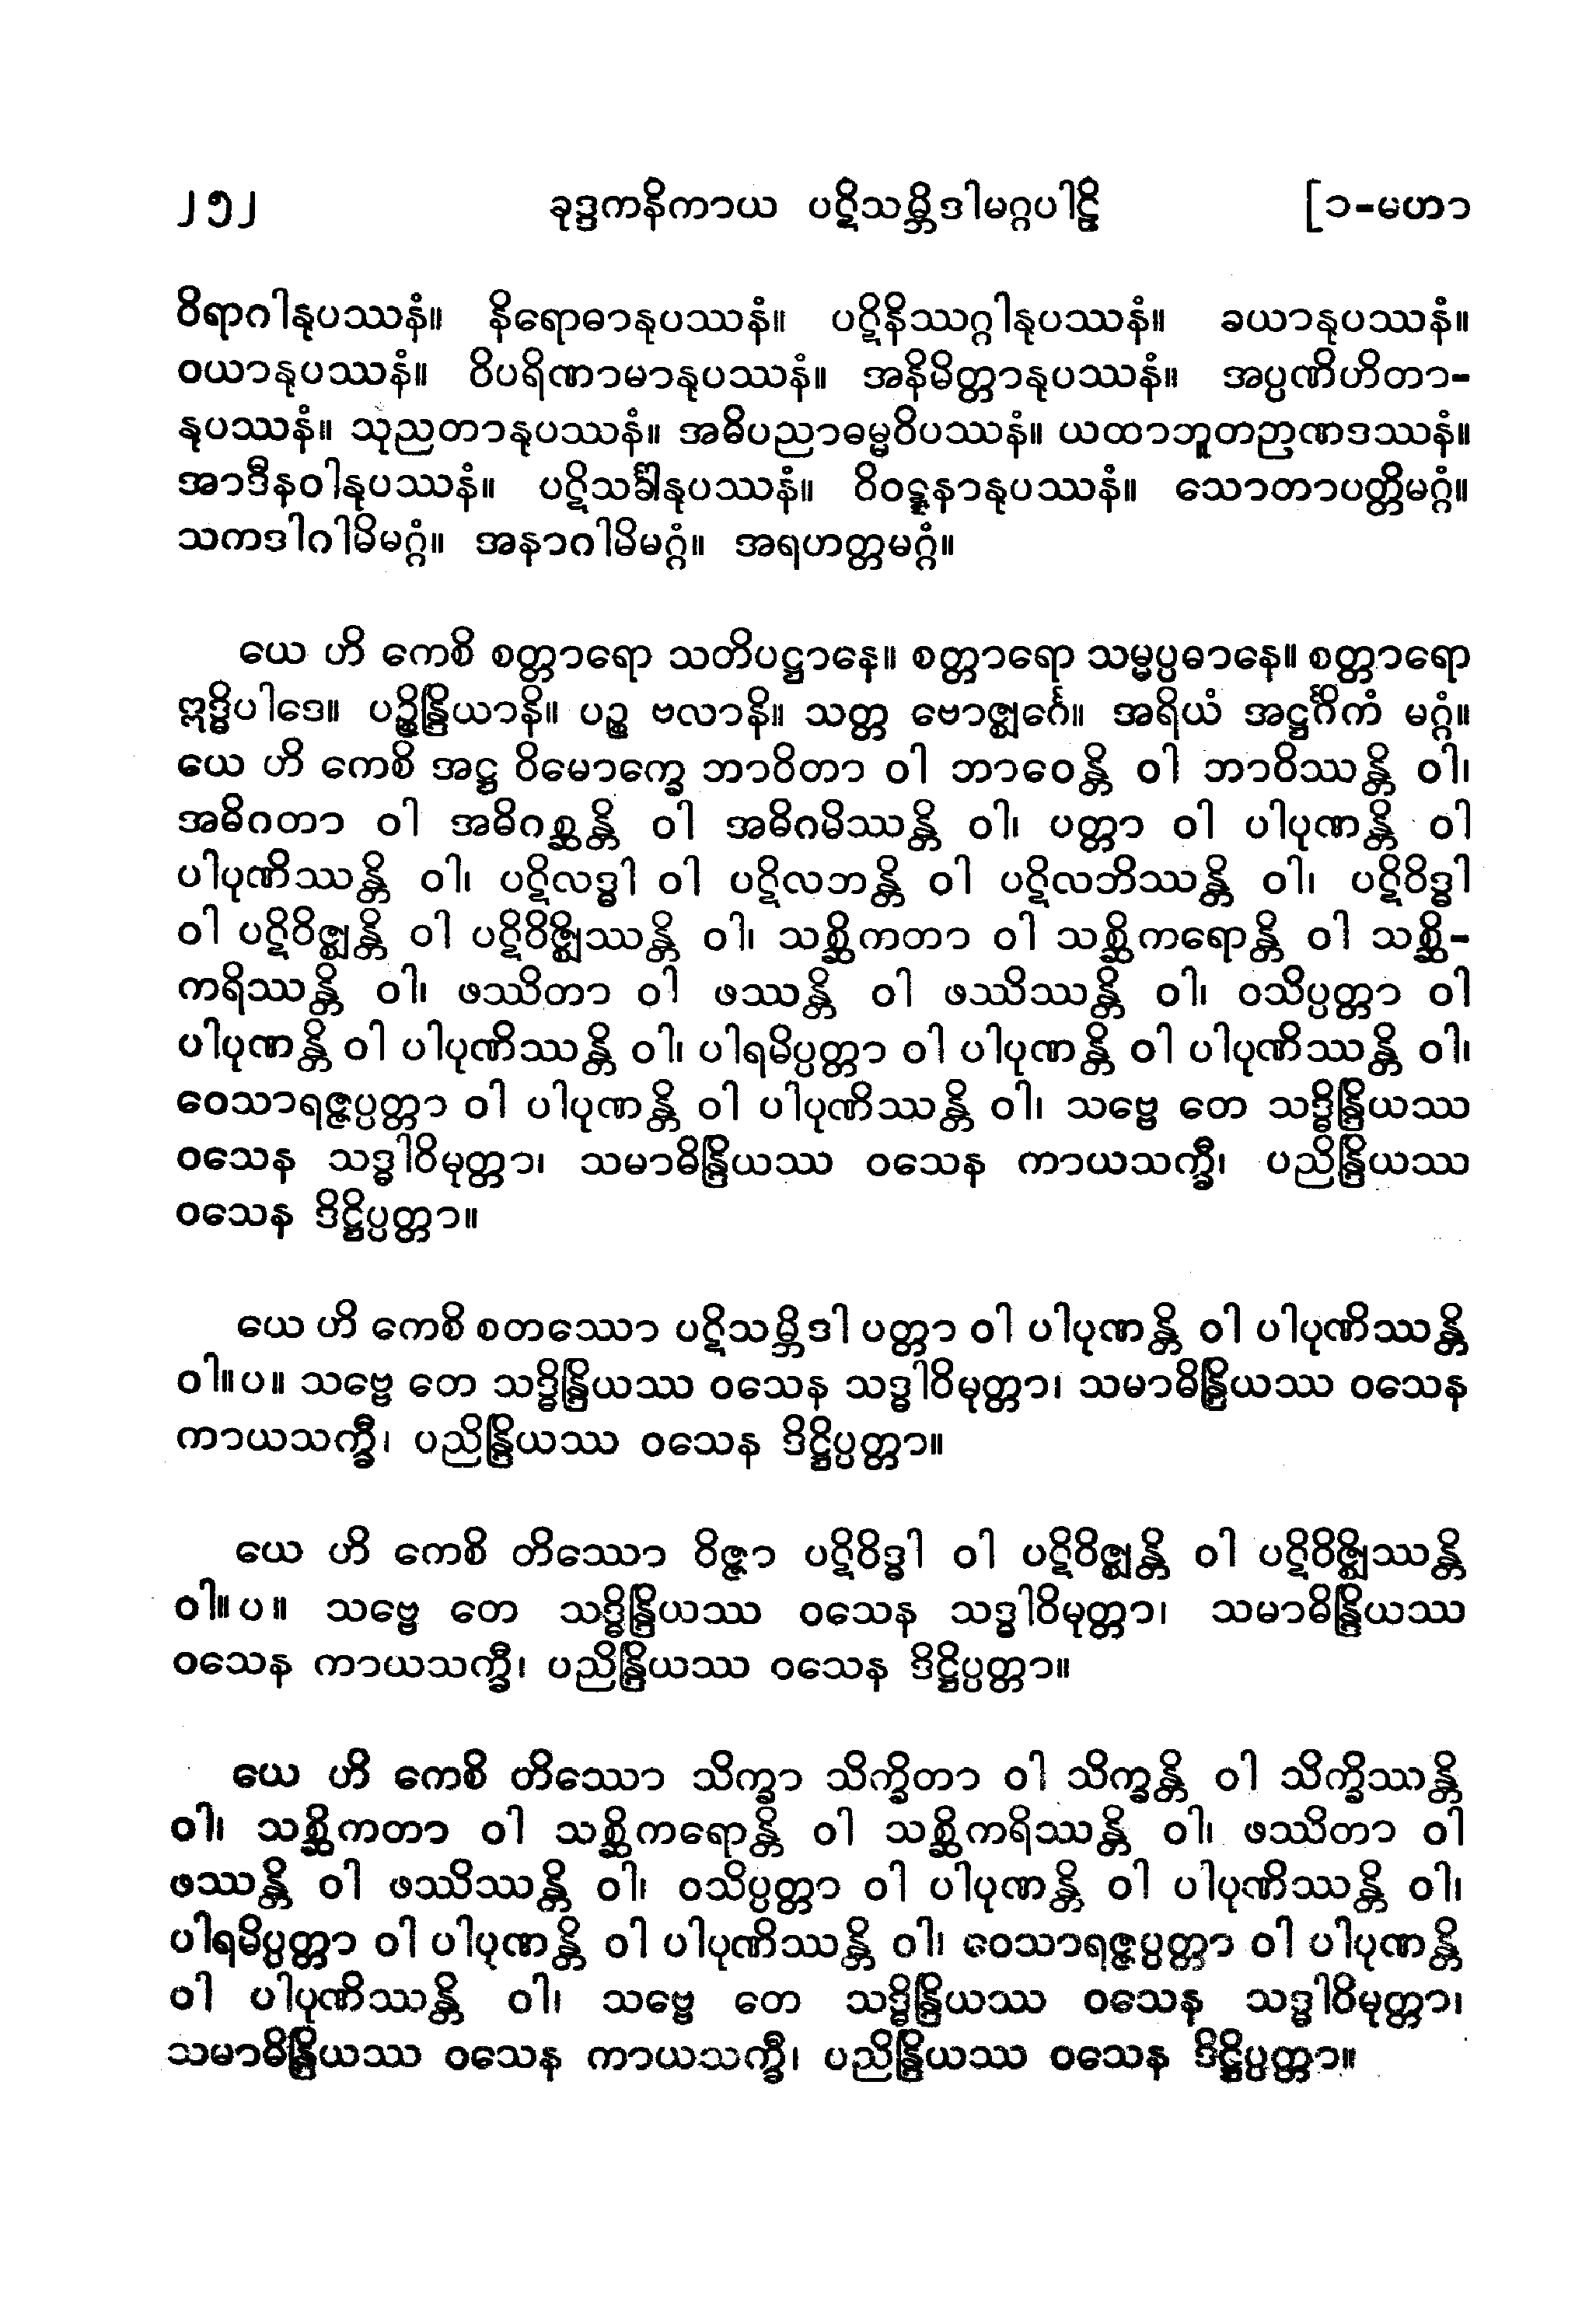 ၂၅၂ ခုဒ္ဒကနိကာယ ပဋိသမ္ဘိဒါမဂ္ဂပါဠိ [၁-မဟာ
ဝိရာဂါနုပဿနံ။ နိရောဓာနုပဿနံ။ ပဋိနိဿဂ္ဂါနုပဿနံ။ ခယာနုပဿနံ။
ဝယာနုပဿနံ။ ဝိပရိဏာမာနုပဿနံ။ အနိမိတ္တာနုပဿနံ။ အပ္ပဏိဟိတာ-
နုပဿနံ။ သုညတာနုပဿနံ။ အဓိပညာဓမ္မဝိပဿနံ။ ယထာဘူတဉာဏဒဿနံ။
အာဒီနဝါနုပဿနံ။ ပဋိသင်္ခါနုပဿနံ။ ဝိဝဋ္ဋနာနုပဿနံ။ သောတာပတ္တိမဂ္ဂံ။
သကဒါဂါမိမဂ္ဂံ။ အနာဂါမိမဂ္ဂံ။ အရဟတ္တမဂ္ဂံ။
ယေ ဟိ ကေစိ စတ္တာရော သတိပဋ္ဌာနေ။ စတ္တာရော သမ္မပ္ပဓာနေ။ စတ္တာရော
ဣဒ္ဓိပါဒေ။ ပဉ္စိန္ဒြိယာနိ။ ပဉ္စ ဗလာနိ။ သတ္တ ဗောဇ္ဈင်္ဂေ။ အရိယံ အဋ္ဌင်္ဂိကံ မဂ္ဂံ။
ယေ ဟိ ကေစိ အဋ္ဌ ဝိမောက္ခေ ဘာဝိတာ ဝါ ဘာဝေန္တိ ဝါ ဘာဝိဿန္တိ ဝါ၊
အဓိဂတာ ဝါ အဓိဂစ္ဆန္တိ ဝါ အဓိဂမိဿန္တိ ဝါ၊ ပတ္တာ ဝါ ပါပုဏန္တိ ဝါ
ပါပုဏိဿန္တိ ဝါ၊ ပဋိလဒ္ဓါ ဝါ ပဋိလဘန္တိ ဝါ ပဋိလဘိဿန္တိ ဝါ၊ ပဋိဝိဒ္ဓါ
ဝါ ပဋိဝိဇ္ဈန္တိ ဝါ ပဋိဝိဇ္ဈိဿန္တိ ဝါ၊ သစ္ဆိကတာ ဝါ သစ္ဆိကရောန္တိ ဝါ သစ္ဆိ-
ကရိဿန္တိ ဝါ၊ ဖဿိတာ ဝါ ဖဿန္တိ ဝါ ဖဿိဿန္တိ ဝါ၊ ဝသိပ္ပတ္တာ ဝါ
ပါပုဏန္တိ ဝါ ပါပုဏိဿန္တိ ဝါ၊ ပါရမိပ္ပတ္တာ ဝါ ပါပုဏန္တိ ဝါ ပါပုဏိဿန္တိ ဝါ၊
ဝေသာရဇ္ဇပ္ပတ္တာ ဝါ ပါပုဏန္တိ ဝါ ပါပုဏိဿန္တိ ဝါ၊ သဗ္ဗေ တေ သဒ္ဓိန္ဒြိယဿ
ဝသေန သဒ္ဓါဝိမုတ္တာ၊ သမာဓိန္ဒြိယဿ ဝသေန ကာယသက္ခီ၊ ပညိန္ဒြိယဿ
ဝသေန ဒိဋ္ဌိပ္ပတ္တာ။
ယေ ဟိ ကေစိ စတဿော ပဋိသမ္ဘိဒါ ပတ္တာ ဝါ ပါပုဏန္တိ ဝါ ပါပုဏိဿန္တိ
ဝါ။ပ။ သဗ္ဗေ တေ သဒ္ဓိန္ဒြိယဿ ဝသေန သဒ္ဓါဝိမုတ္တာ၊ သမာဓိန္ဒြိယဿ ဝသေန
ကာယသက္ခီ၊ ပညိန္ဒြိယဿ ဝသေန ဒိဋ္ဌိပ္ပတ္တာ။
ယေ ဟိ ကေစိ တိဿော ဝိဇ္ဇာ ပဋိဝိဒ္ဓါ ဝါ ပဋိဝိဇ္ဈန္တိ ဝါ ပဋိဝိဇ္ဈိဿန္တိ
ဝါ။ပ။ သဗ္ဗေ တေ သဒ္ဓိန္ဒြိယဿ ဝသေန သဒ္ဓါဝိမုတ္တာ၊ သမာဓိန္ဒြိယဿ
ဝသေန ကာယသက္ခီ၊ ပညိန္ဒြိယဿ ဝသေန ဒိဋ္ဌိပ္ပတ္တာ။
ယေ ဟိ ကေစိ တိဿော သိက္ခာ သိက္ခိတာ ဝါ သိက္ခန္တိ ဝါ သိက္ခိဿန္တိ
ဝါ၊ သစ္ဆိကတာ ဝါ သစ္ဆိကရောန္တိ ဝါ သစ္ဆိကရိဿန္တိ ဝါ၊ ဖဿိတာ ဝါ
ဖဿန္တိ ဝါ ဖဿိဿန္တိ ဝါ၊ ဝသိပ္ပတ္တာ ဝါ ပါပုဏန္တိ ဝါ ပါပုဏိဿန္တိ ဝါ၊
ပါရမိပ္ပတ္တာ ဝါ ပါပုဏန္တိ ဝါ ပါပုဏိဿန္တိ ဝါ၊ ဝေသာရဇ္ဇပ္ပတ္တာ ဝါ ပါပုဏန္တိ
ဝါ ပါပုဏိဿန္တိ ဝါ၊ သဗ္ဗေ တေ သဒ္ဓိန္ဒြိယဿ ဝသေန သဒ္ဓါဝိမုတ္တာ၊
သမာဓိန္ဒြိယဿ ဝသေန ကာယသက္ခီ၊ ပညိန္ဒြိယဿ ဝသေန ဒိဋ္ဌိပ္ပတ္တာ။